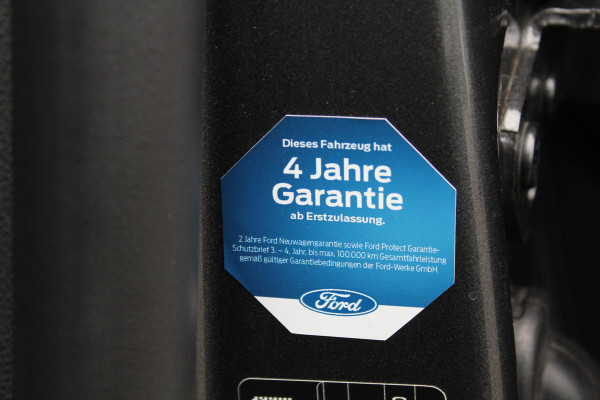 Dieses Fahrzeug hat
4 Jahre
Garantie
ab Erstzulassung.
2 Jahre Ford Neuwagengarantie sowie Ford Protect Garantie-
Schutzbrief 3. – 4. Jahr, bis max. 100.000 km Gesamtfahrleistung
gemäß gültiger Garantiebedingungen der Ford-Werke GmbH.
Ford